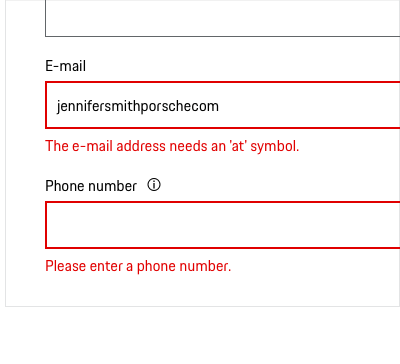 E-mail
jennifersmithporschecom
The e-mail address needs an 'at' symbol.
Phone number
Please enter a phone number.